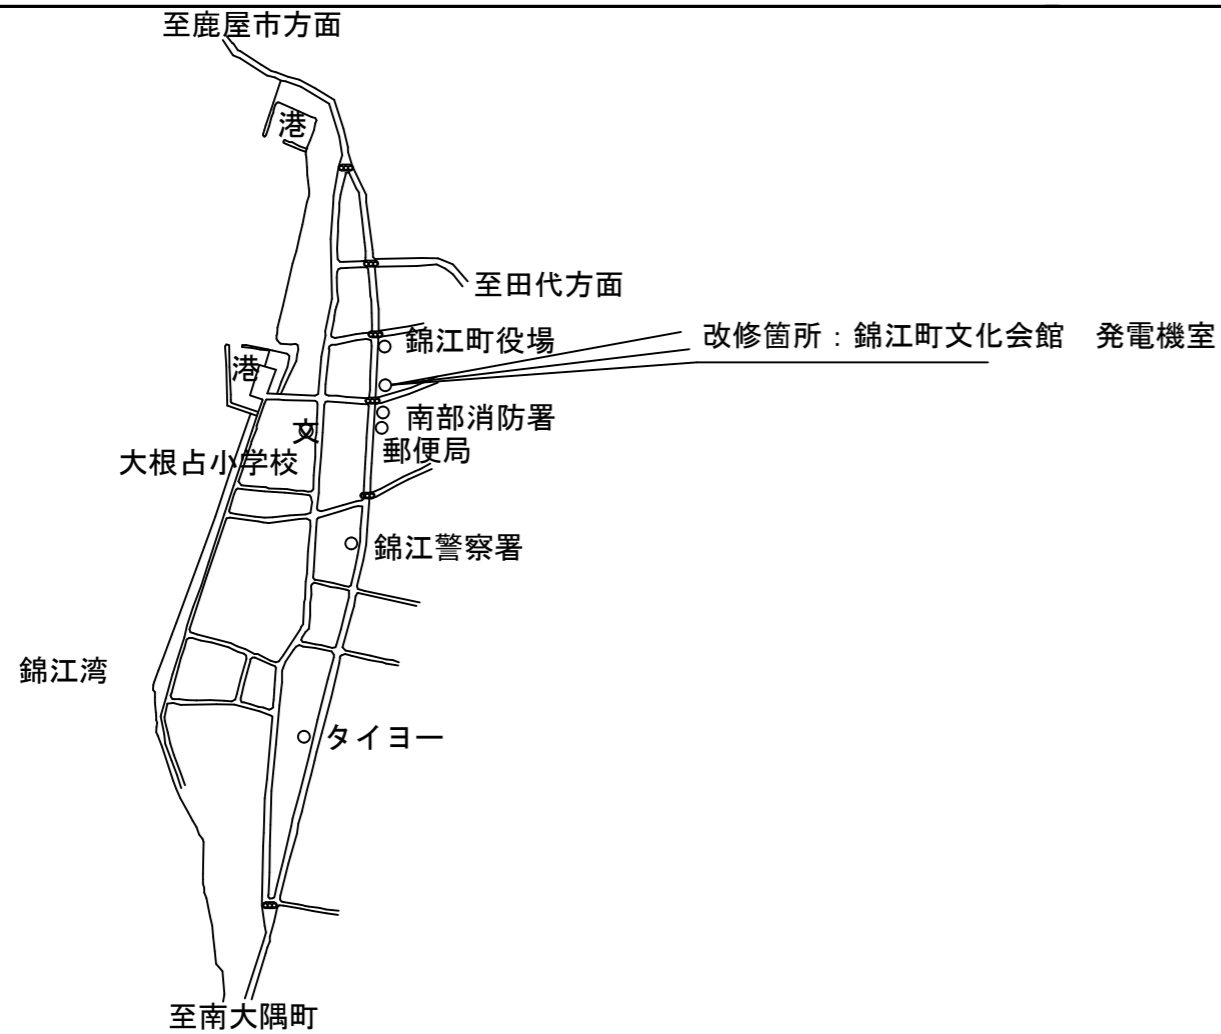 至鹿屋市方面
港
至田代方面
錦江町役場
改修箇所：錦江町文化会館　発電機室
港
南部消防署
文
郵便局
大根占小学校
錦江警察署
錦江湾
タイヨー
至南大隅町